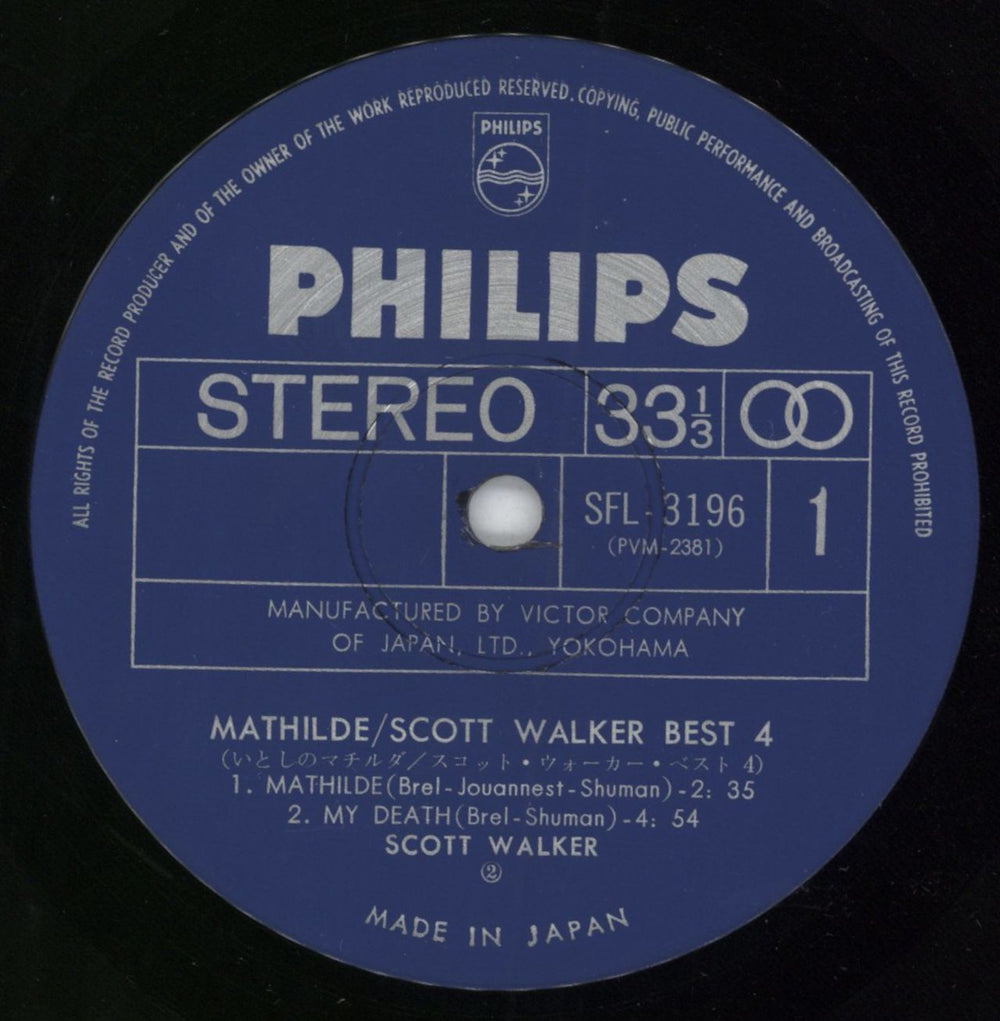 ALL RIGHTS OF THE RECORD PRODUCER AND OF THE OWNER OF THE WORK REPRODUCED RESERVED. COPYING, PUBLIC PERFORMANCE AND BROADCASTING OF THIS RECORD PROHIBITED
PHILIPS
PHILIPS
STEREO 33 1/3
SFL-3196 1
(PVM-2381)
MANUFACTURED BY VICTOR COMPANY
OF JAPAN, LTD., YOKOHAMA
MATHILDE/SCOTT WALKER BEST 4
(いとしのマチルダ/スコット・ウォーカー・ベスト 4)
1. MATHILDE(Brel-Jouannest-Shuman)-2: 35
2. MY DEATH(Brel-Shuman)-4: 54
SCOTT WALKER
②
MADE IN JAPAN